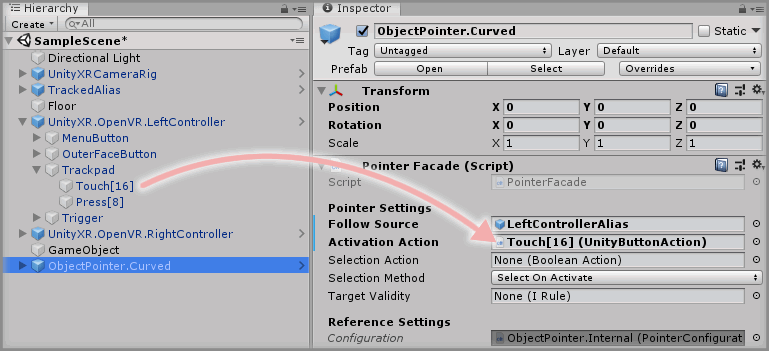 Hierarchy
Create
All
SampleScene*
Directional Light
UnityXRCameraRig
TrackedAlias
Floor
UnityXR.OpenVR.LeftController
MenuButton
OuterFaceButton
Trackpad
Touch[16]
Press[8]
Trigger
UnityXR.OpenVR.RightController
GameObject
ObjectPointer.Curved
Inspector
ObjectPointer.Curved Static
Tag Untagged Layer Default
Prefab Open Select Overrides
Transform
Position X 0 Y 0 Z 0
Rotation X 0 Y 0 Z 0
Scale X 1 Y 1 Z 1
Pointer Facade (Script)
Script PointerFacade
Pointer Settings
Follow Source LeftControllerAlias
Activation Action Touch[16] (UnityButtonAction)
Selection Action None (Boolean Action)
Selection Method Select On Activate
Target Validity None (I Rule)
Reference Settings
Configuration ObjectPointer.Internal (PointerConfigurat